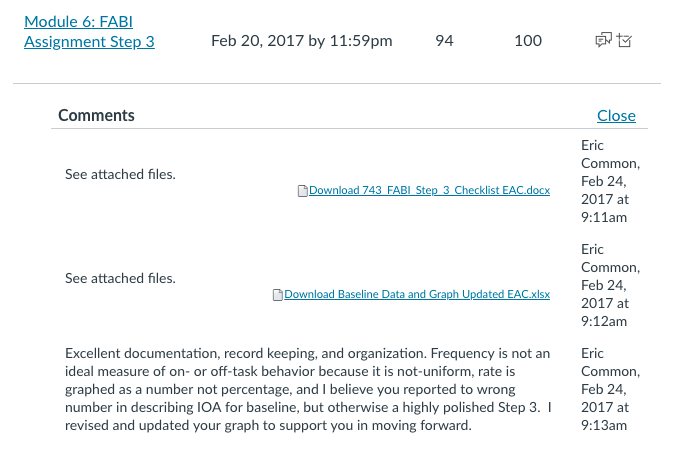 Module 6: FABI
Assignment Step 3
Feb 20, 2017 by 11:59pm
94
100
Comments
Close
See attached files.
Download 743_FABI_Step_3_Checklist EAC.docx
Eric
Common,
Feb 24,
2017 at
9:11am
See attached files.
Download Baseline Data and Graph Updated EAC.xlsx
Eric
Common,
Feb 24,
2017 at
9:12am
Excellent documentation, record keeping, and organization. Frequency is not an
ideal measure of on- or off-task behavior because it is not-uniform, rate is
graphed as a number not percentage, and I believe you reported to wrong
number in describing IOA for baseline, but otherwise a highly polished Step 3.  I
revised and updated your graph to support you in moving forward.
Eric
Common,
Feb 24,
2017 at
9:13am